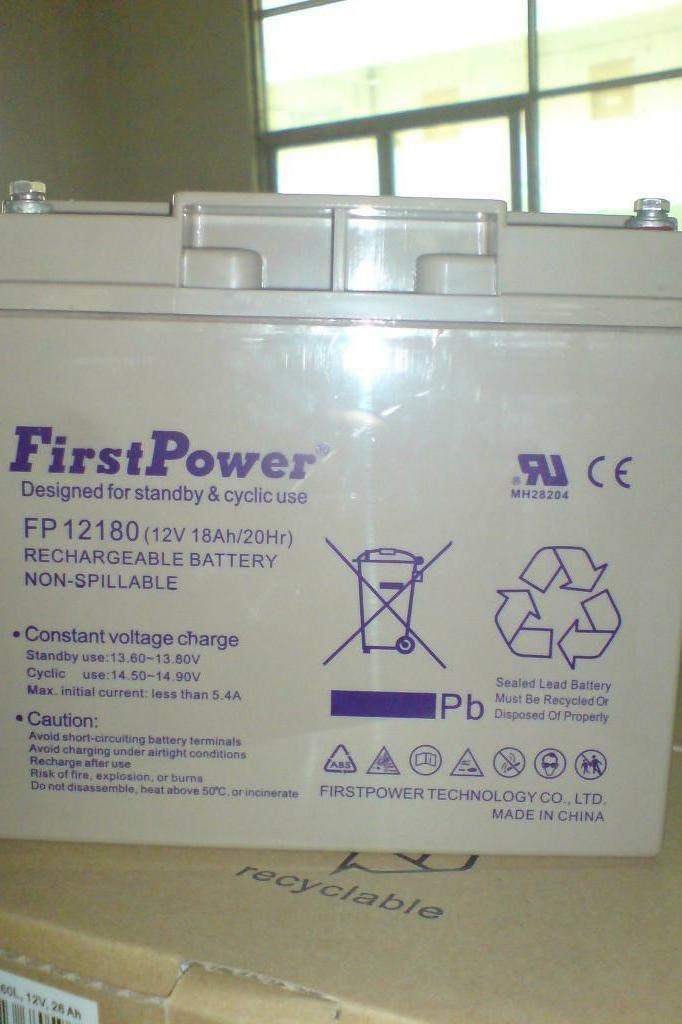 FirstPower®
Designed for standby & cyclic use
FP 12180 (12V 18Ah/20Hr)
RECHARGEABLE BATTERY
NON-SPILLABLE
• Constant voltage charge
Standby use:13.60~13.80V
Cyclic use:14.50~14.90V
Max. initial current: less than 5.4A
• Caution:
Avoid short-circuiting battery terminals
Avoid charging under airtight conditions
Recharge after use
Risk of fire, explosion, or burns
Do not disassemble, heat above 50°C, or incinerate
MH28204
CE
Pb
Sealed Lead Battery
Must Be Recycled Or
Disposed Of Properly
ABS
FIRSTPOWER TECHNOLOGY CO., LTD.
MADE IN CHINA
recyclable
60L, 12V, 26 Ah